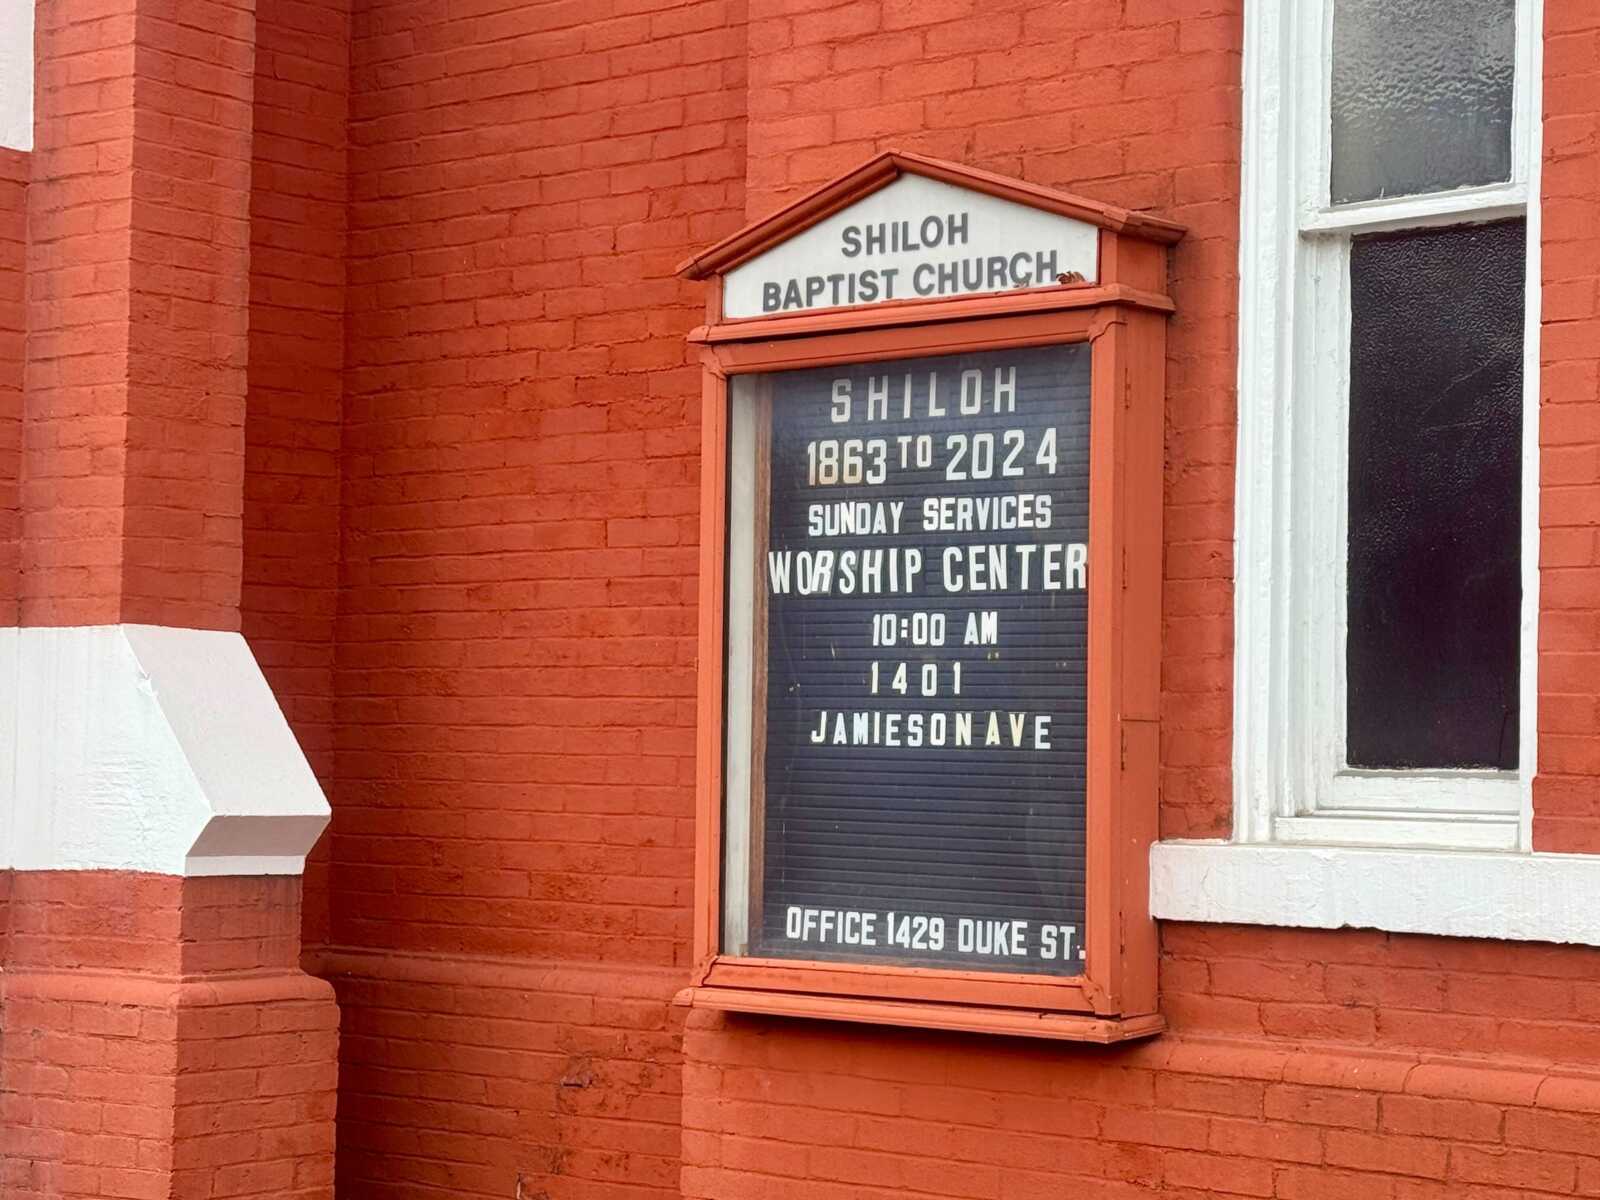 SHILOH
BAPTIST CHURCH
SHILOH
1863 TO 2024
SUNDAY SERVICES
WORSHIP CENTER
10:00 AM
1401
JAMIESON AVE
OFFICE 1429 DUKE ST.